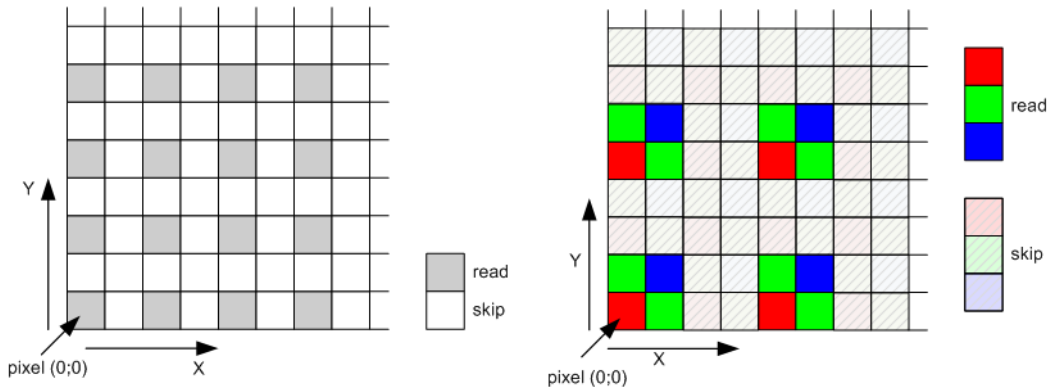 Y
read
skip
pixel (0;0)
X
read
skip
Y
X
pixel (0;0)